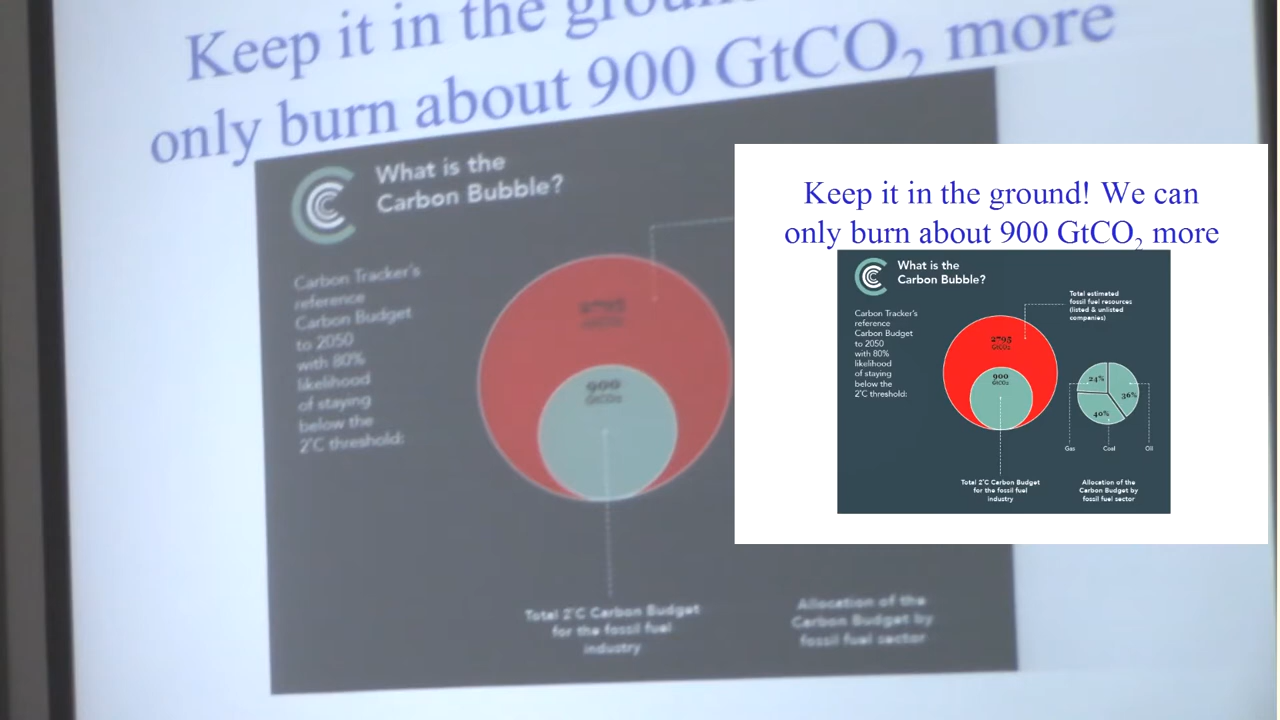 Keep it in the ground
only burn about 900 GtCO₂ more
What is the
Carbon Bubble?
Carbon Tracker's
reference
Carbon Budget
to 2050
with 80%
likelihood
of staying
below the
2°C threshold:
2795
GtCO2
900
GtCO2
Total 2°C Carbon Budget
for the fossil fuel
industry
Allocation of the
Carbon Budget by
fossil fuel sector
Keep it in the ground! We can
only burn about 900 GtCO₂ more
What is the
Carbon Bubble?
Total estimated
fossil fuel resources
(listed & unlisted
companies)
Carbon Tracker's
reference
Carbon Budget
to 2050
with 80%
likelihood
of staying
below the
2°C threshold:
2795
GtCO2
900
GtCO2
24%
36%
40%
Gas Coal Oil
Total 2°C Carbon Budget
for the fossil fuel
industry
Allocation of the
Carbon Budget by
fossil fuel sector